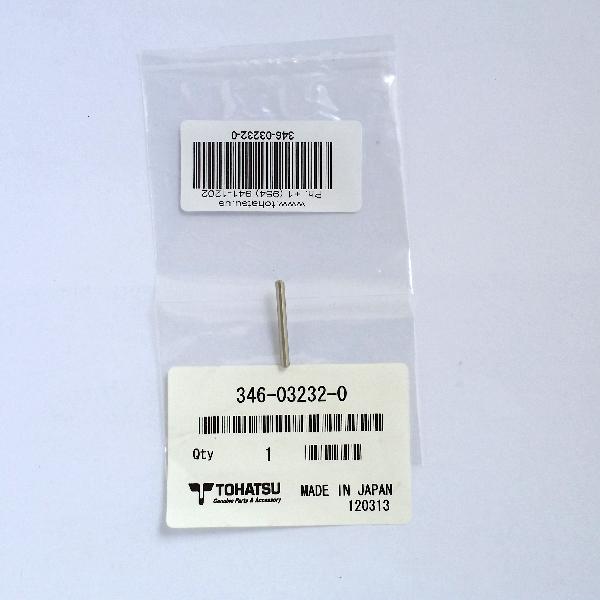 346-03232-0
Ph. +1 (954) 941-1202
www.tohatsu.us
346-03232-0
Qty 1
TOHATSU
Genuine Parts & Accessory
MADE IN JAPAN
120313